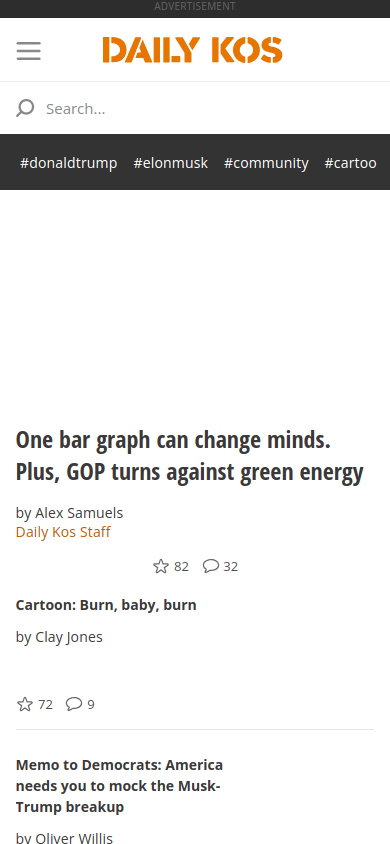 ADVERTISEMENT
DAILY KOS
Search...
#donaldtrump #elonmusk #community #cartoo
One bar graph can change minds.
Plus, GOP turns against green energy
by Alex Samuels
Daily Kos Staff
82 32
Cartoon: Burn, baby, burn
by Clay Jones
72 9
Memo to Democrats: America
needs you to mock the Musk-
Trump breakup
by Oliver Willis